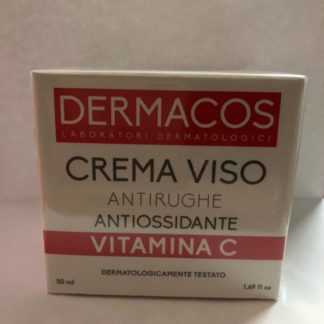 DERMACOS
LABORATORI DERMATOLOGICI
CREMA VISO
ANTIRUGHE
ANTIOSSIDANTE
VITAMINA C
DERMATOLOGICAMENTE TESTATO
50 ml 1.69 fl oz